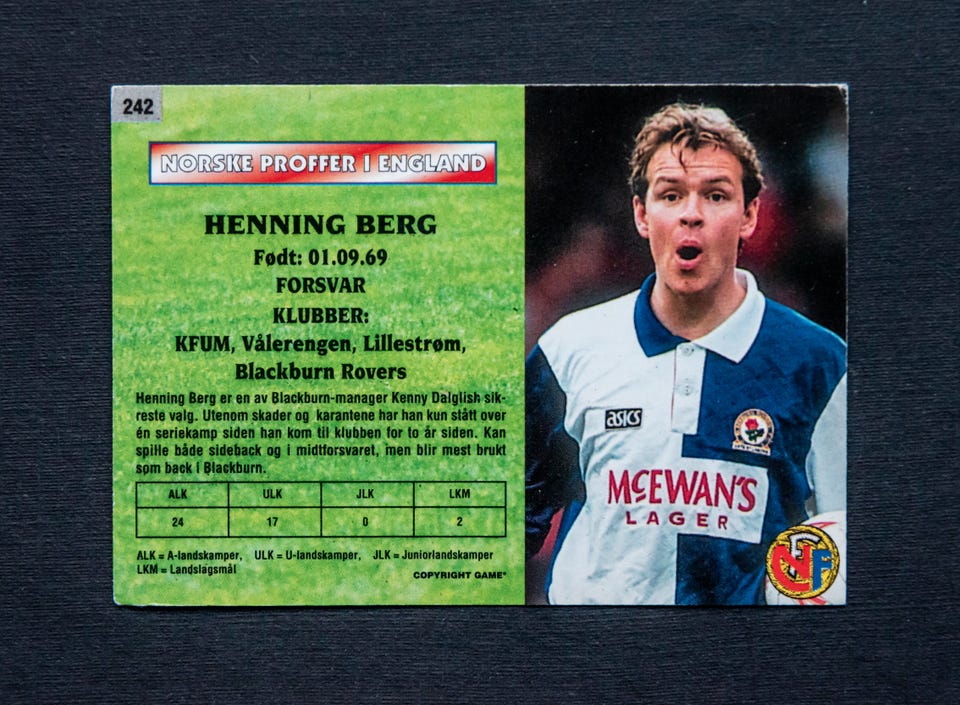 242
NORSKE PROFFER I ENGLAND
HENNING BERG
Født: 01.09.69
FORSVAR
KLUBBER:
KFUM, Vålerengen, Lillestrøm,
Blackburn Rovers
Henning Berg er en av Blackburn-manager Kenny Dalglish sik-
reste valg. Utenom skader og karantene har han kun stått over
én seriekamp siden han kom til klubben for to år siden. Kan
spille både sideback og i midtforsvaret, men blir mest brukt
som back i Blackburn.
ALK ULK JLK LKM
24 17 0 2
ALK = A-landskamper, ULK = U-landskamper, JLK = Juniorlandskamper
LKM = Landslagsmål
COPYRIGHT GAME®
asics
McEWAN'S
LAGER
NFF